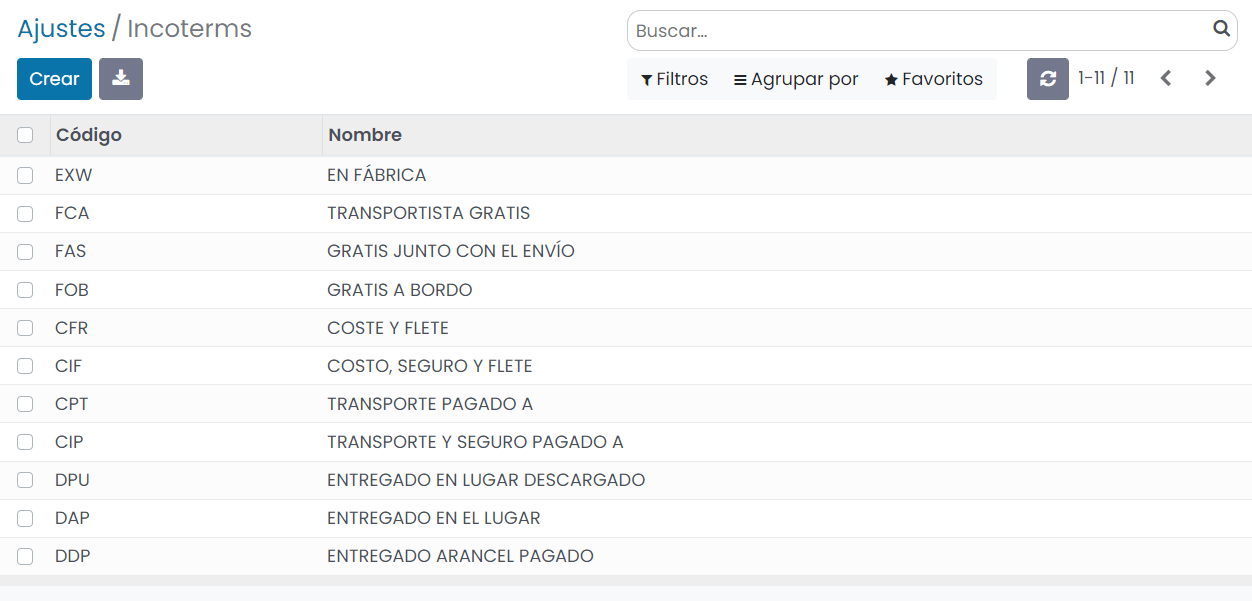 Ajustes / Incoterms
Buscar...
Crear
Filtros Agrupar por Favoritos 1-11 / 11
Código Nombre
EXW EN FÁBRICA
FCA TRANSPORTISTA GRATIS
FAS GRATIS JUNTO CON EL ENVÍO
FOB GRATIS A BORDO
CFR COSTE Y FLETE
CIF COSTO, SEGURO Y FLETE
CPT TRANSPORTE PAGADO A
CIP TRANSPORTE Y SEGURO PAGADO A
DPU ENTREGADO EN LUGAR DESCARGADO
DAP ENTREGADO EN EL LUGAR
DDP ENTREGADO ARANCEL PAGADO